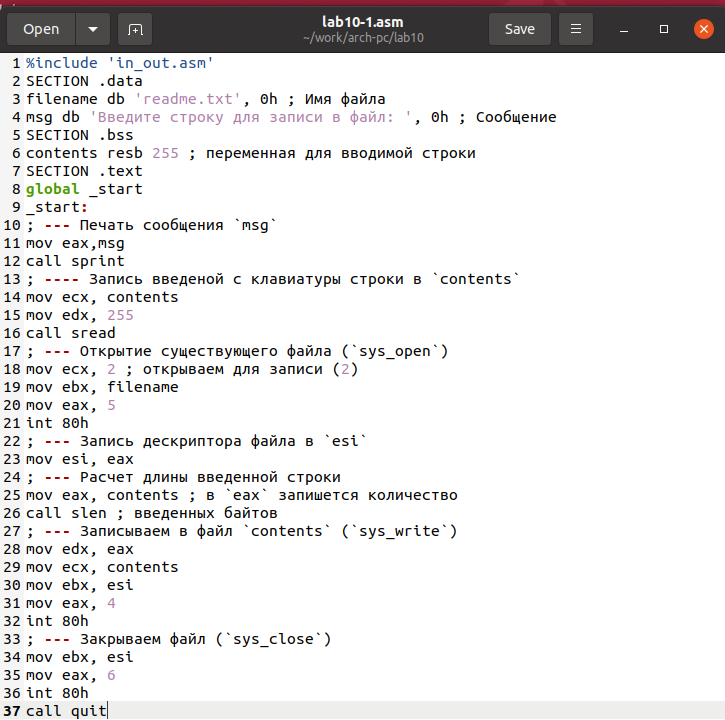 Open
lab10-1.asm
~/work/arch-pc/lab10
Save
1 %include 'in_out.asm'
2 SECTION .data
3 filename db 'readme.txt', 0h ; Имя файла
4 msg db 'Введите строку для записи в файл: ', 0h ; Сообщение
5 SECTION .bss
6 contents resb 255 ; переменная для вводимой строки
7 SECTION .text
8 global _start
9 _start:
10 ; --- Печать сообщения `msg`
11 mov eax,msg
12 call sprint
13 ; ---- Запись введеной с клавиатуры строки в `contents`
14 mov ecx, contents
15 mov edx, 255
16 call sread
17 ; --- Открытие существующего файла (`sys_open`)
18 mov ecx, 2 ; открываем для записи (2)
19 mov ebx, filename
20 mov eax, 5
21 int 80h
22 ; --- Запись дескриптора файла в `esi`
23 mov esi, eax
24 ; --- Расчет длины введенной строки
25 mov eax, contents ; в `eax` запишется количество
26 call slen ; введенных байтов
27 ; --- Записываем в файл `contents` (`sys_write`)
28 mov edx, eax
29 mov ecx, contents
30 mov ebx, esi
31 mov eax, 4
32 int 80h
33 ; --- Закрываем файл (`sys_close`)
34 mov ebx, esi
35 mov eax, 6
36 int 80h
37 call quit